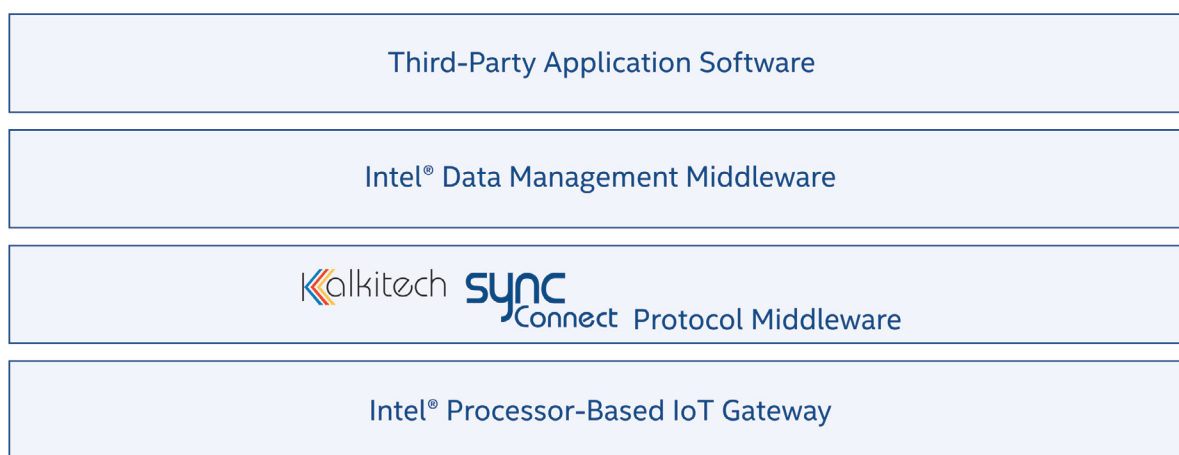 Third-Party Application Software
Intel® Data Management Middleware
Kalkitech sync
Connect Protocol Middleware
Intel® Processor-Based IoT Gateway